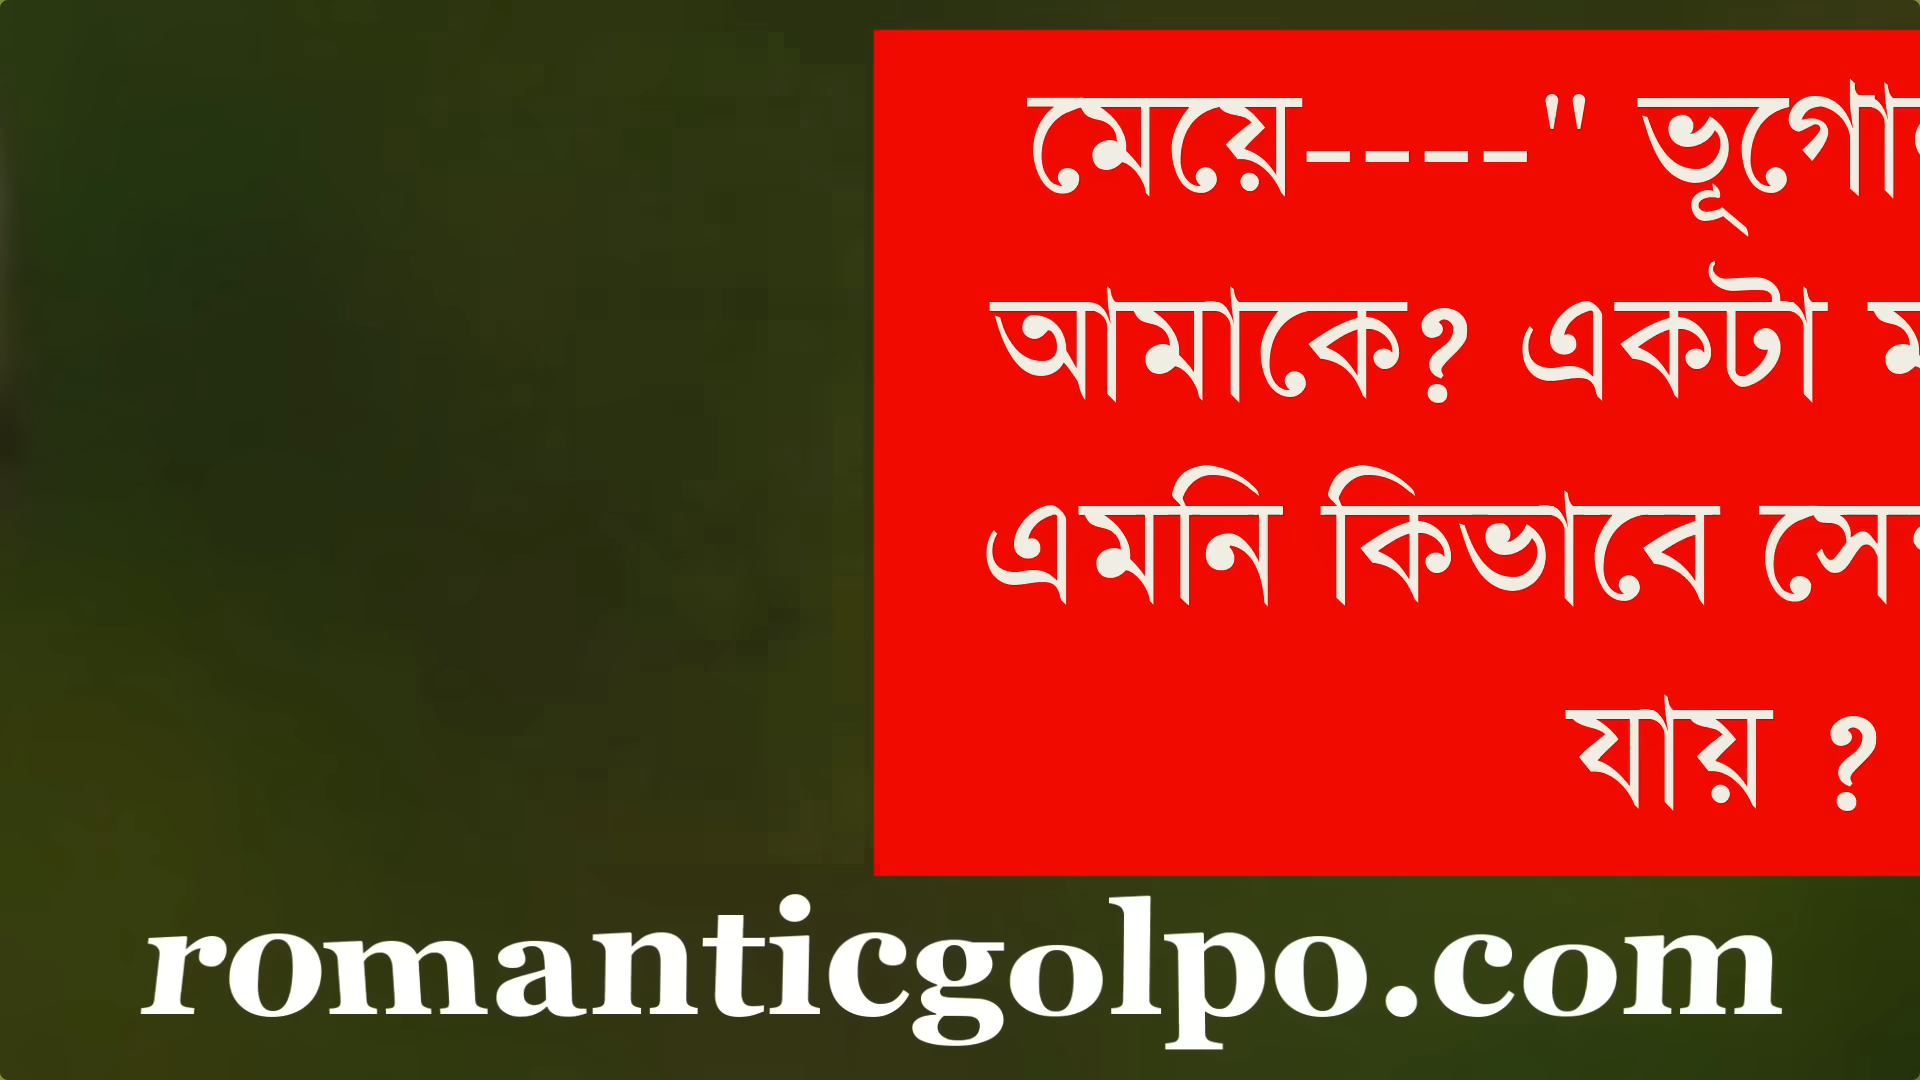 মেয়ে----" 
আমাকে? একটা
এমনি কিভাবে
যায় ?
romanticgolpo.com